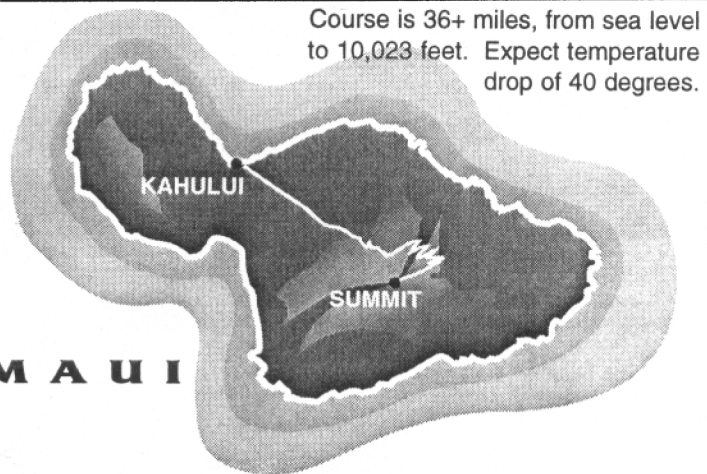 Course is 36+ miles, from sea level
to 10,023 feet. Expect temperature
drop of 40 degrees.
KAHULUI
SUMMIT
MAUI